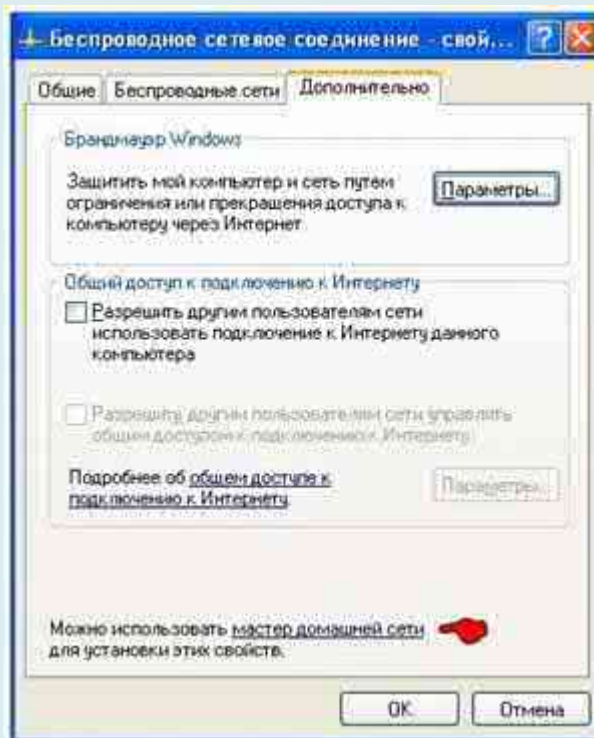 Беспроводное сетевое соединение - свой...
Общие
Беспроводные сети
Дополнительно
Брандмауэр Windows
Защитить мой компьютер и сеть путем
ограничения или прекращения доступа к
компьютеру через Интернет
Параметры...
Общий доступ к подключению к Интернету
Разрешить другим пользователям сети
использовать подключение к Интернету данного
компьютера
Разрешить другим пользователям сети управлять
общим доступом к подключению к Интернету
Подробнее об общем доступе к
подключению к Интернету.
Параметры...
Можно использовать мастер домашней сети
для установки этих свойств.
ОК
Отмена